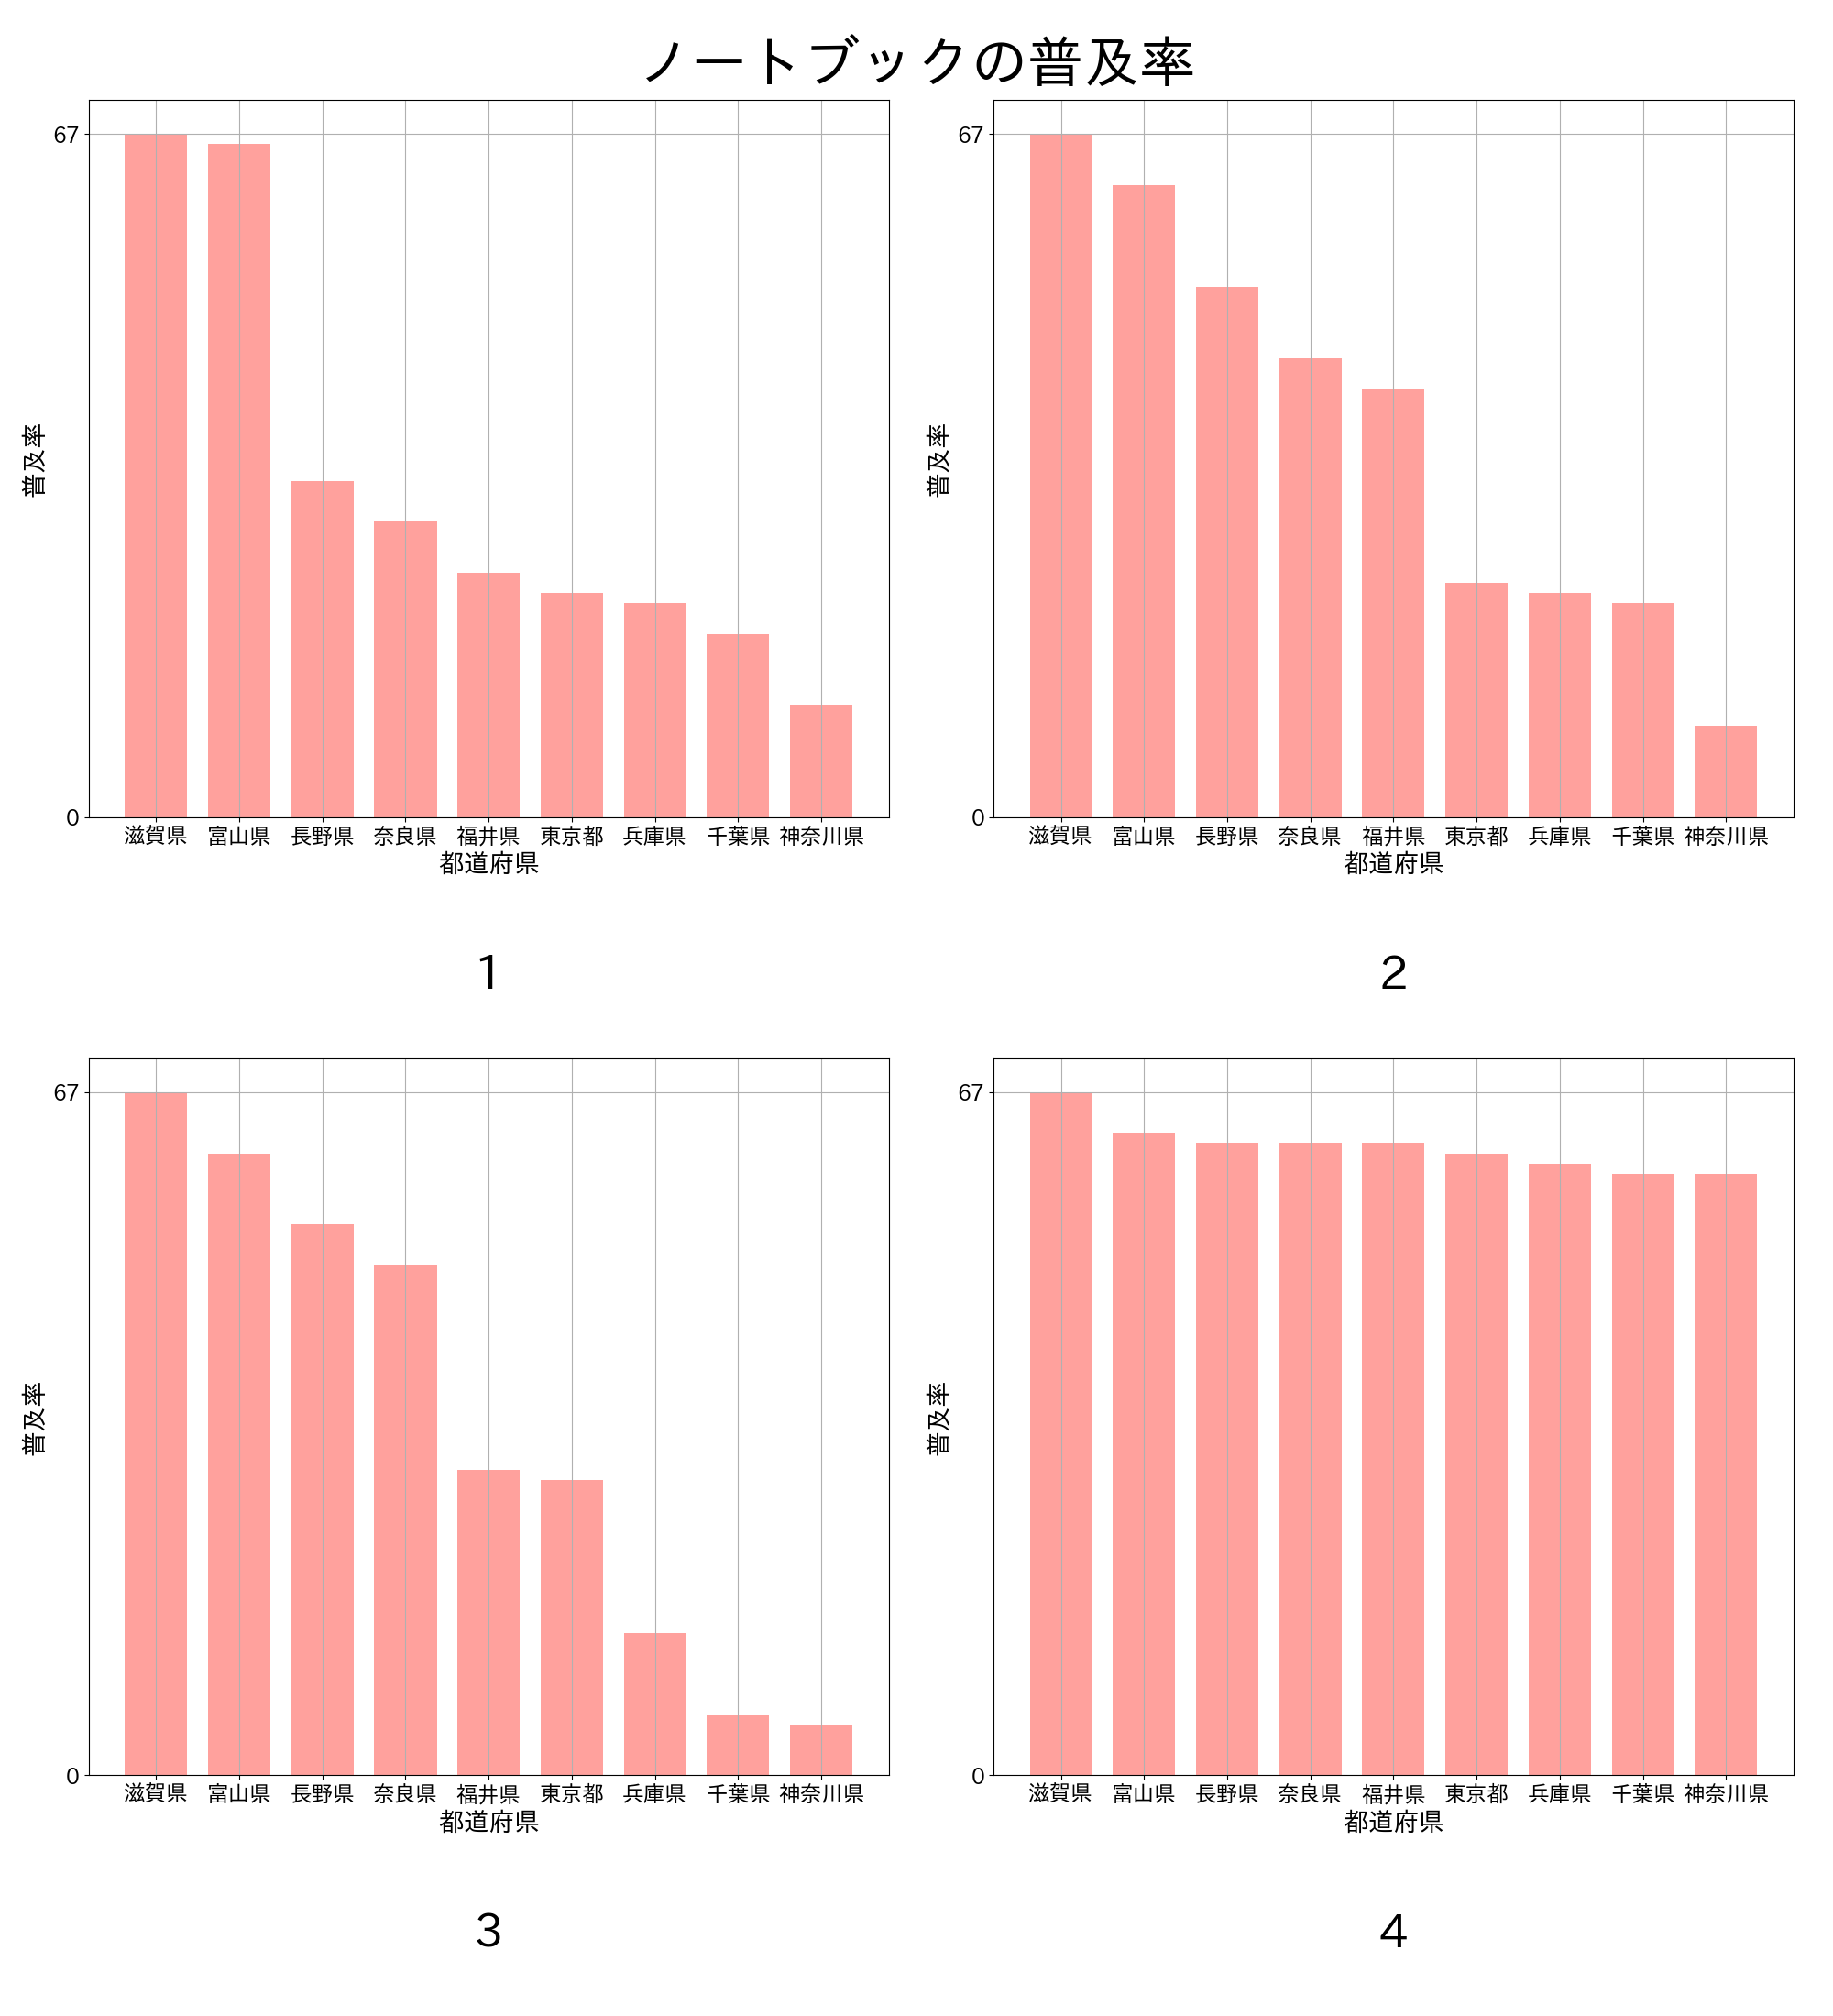 ノートブックの普及率
67
0
普及率
滋賀県 富山県 長野県 奈良県 福井県 東京都 兵庫県 千葉県 神奈川県
都道府県
1
67
0
普及率
滋賀県 富山県 長野県 奈良県 福井県 東京都 兵庫県 千葉県 神奈川県
都道府県
2
67
0
普及率
滋賀県 富山県 長野県 奈良県 福井県 東京都 兵庫県 千葉県 神奈川県
都道府県
3
67
0
普及率
滋賀県 富山県 長野県 奈良県 福井県 東京都 兵庫県 千葉県 神奈川県
都道府県
4